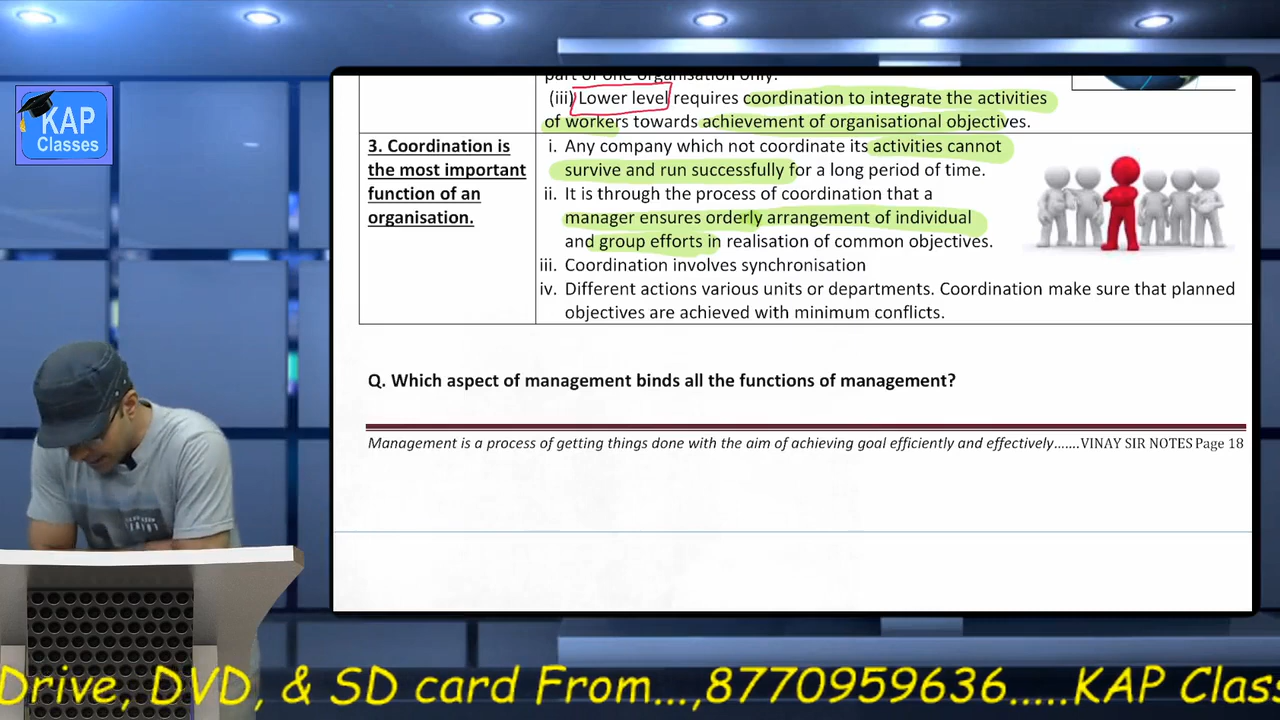 KAP
Classes
part of one organisation only.
(iii) Lower level requires coordination to integrate the activities
of workers towards achievement of organisational objectives.
3. Coordination is
the most important
function of an
organisation.
i. Any company which not coordinate its activities cannot
survive and run successfully for a long period of time.
ii. It is through the process of coordination that a
manager ensures orderly arrangement of individual
and group efforts in realisation of common objectives.
iii. Coordination involves synchronisation
iv. Different actions various units or departments. Coordination make sure that planned
objectives are achieved with minimum conflicts.
Q. Which aspect of management binds all the functions of management?
Management is a process of getting things done with the aim of achieving goal efficiently and effectively.......VINAY SIR NOTES Page 18
Drive, DVD, & SD card From...,8770959636.....KAP Clas